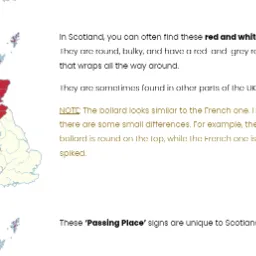 In Scotland, you can often find these red and whit
They are round, bulky, and have a red-and-grey re
that wraps all the way around.
They are sometimes found in other parts of the UK
NOTE: The bollard looks similar to the French one.
there are some small differences. For example, the
bollard is round on the top, while the French one is
spiked.
These 'Passing Place' signs are unique to Scotlan